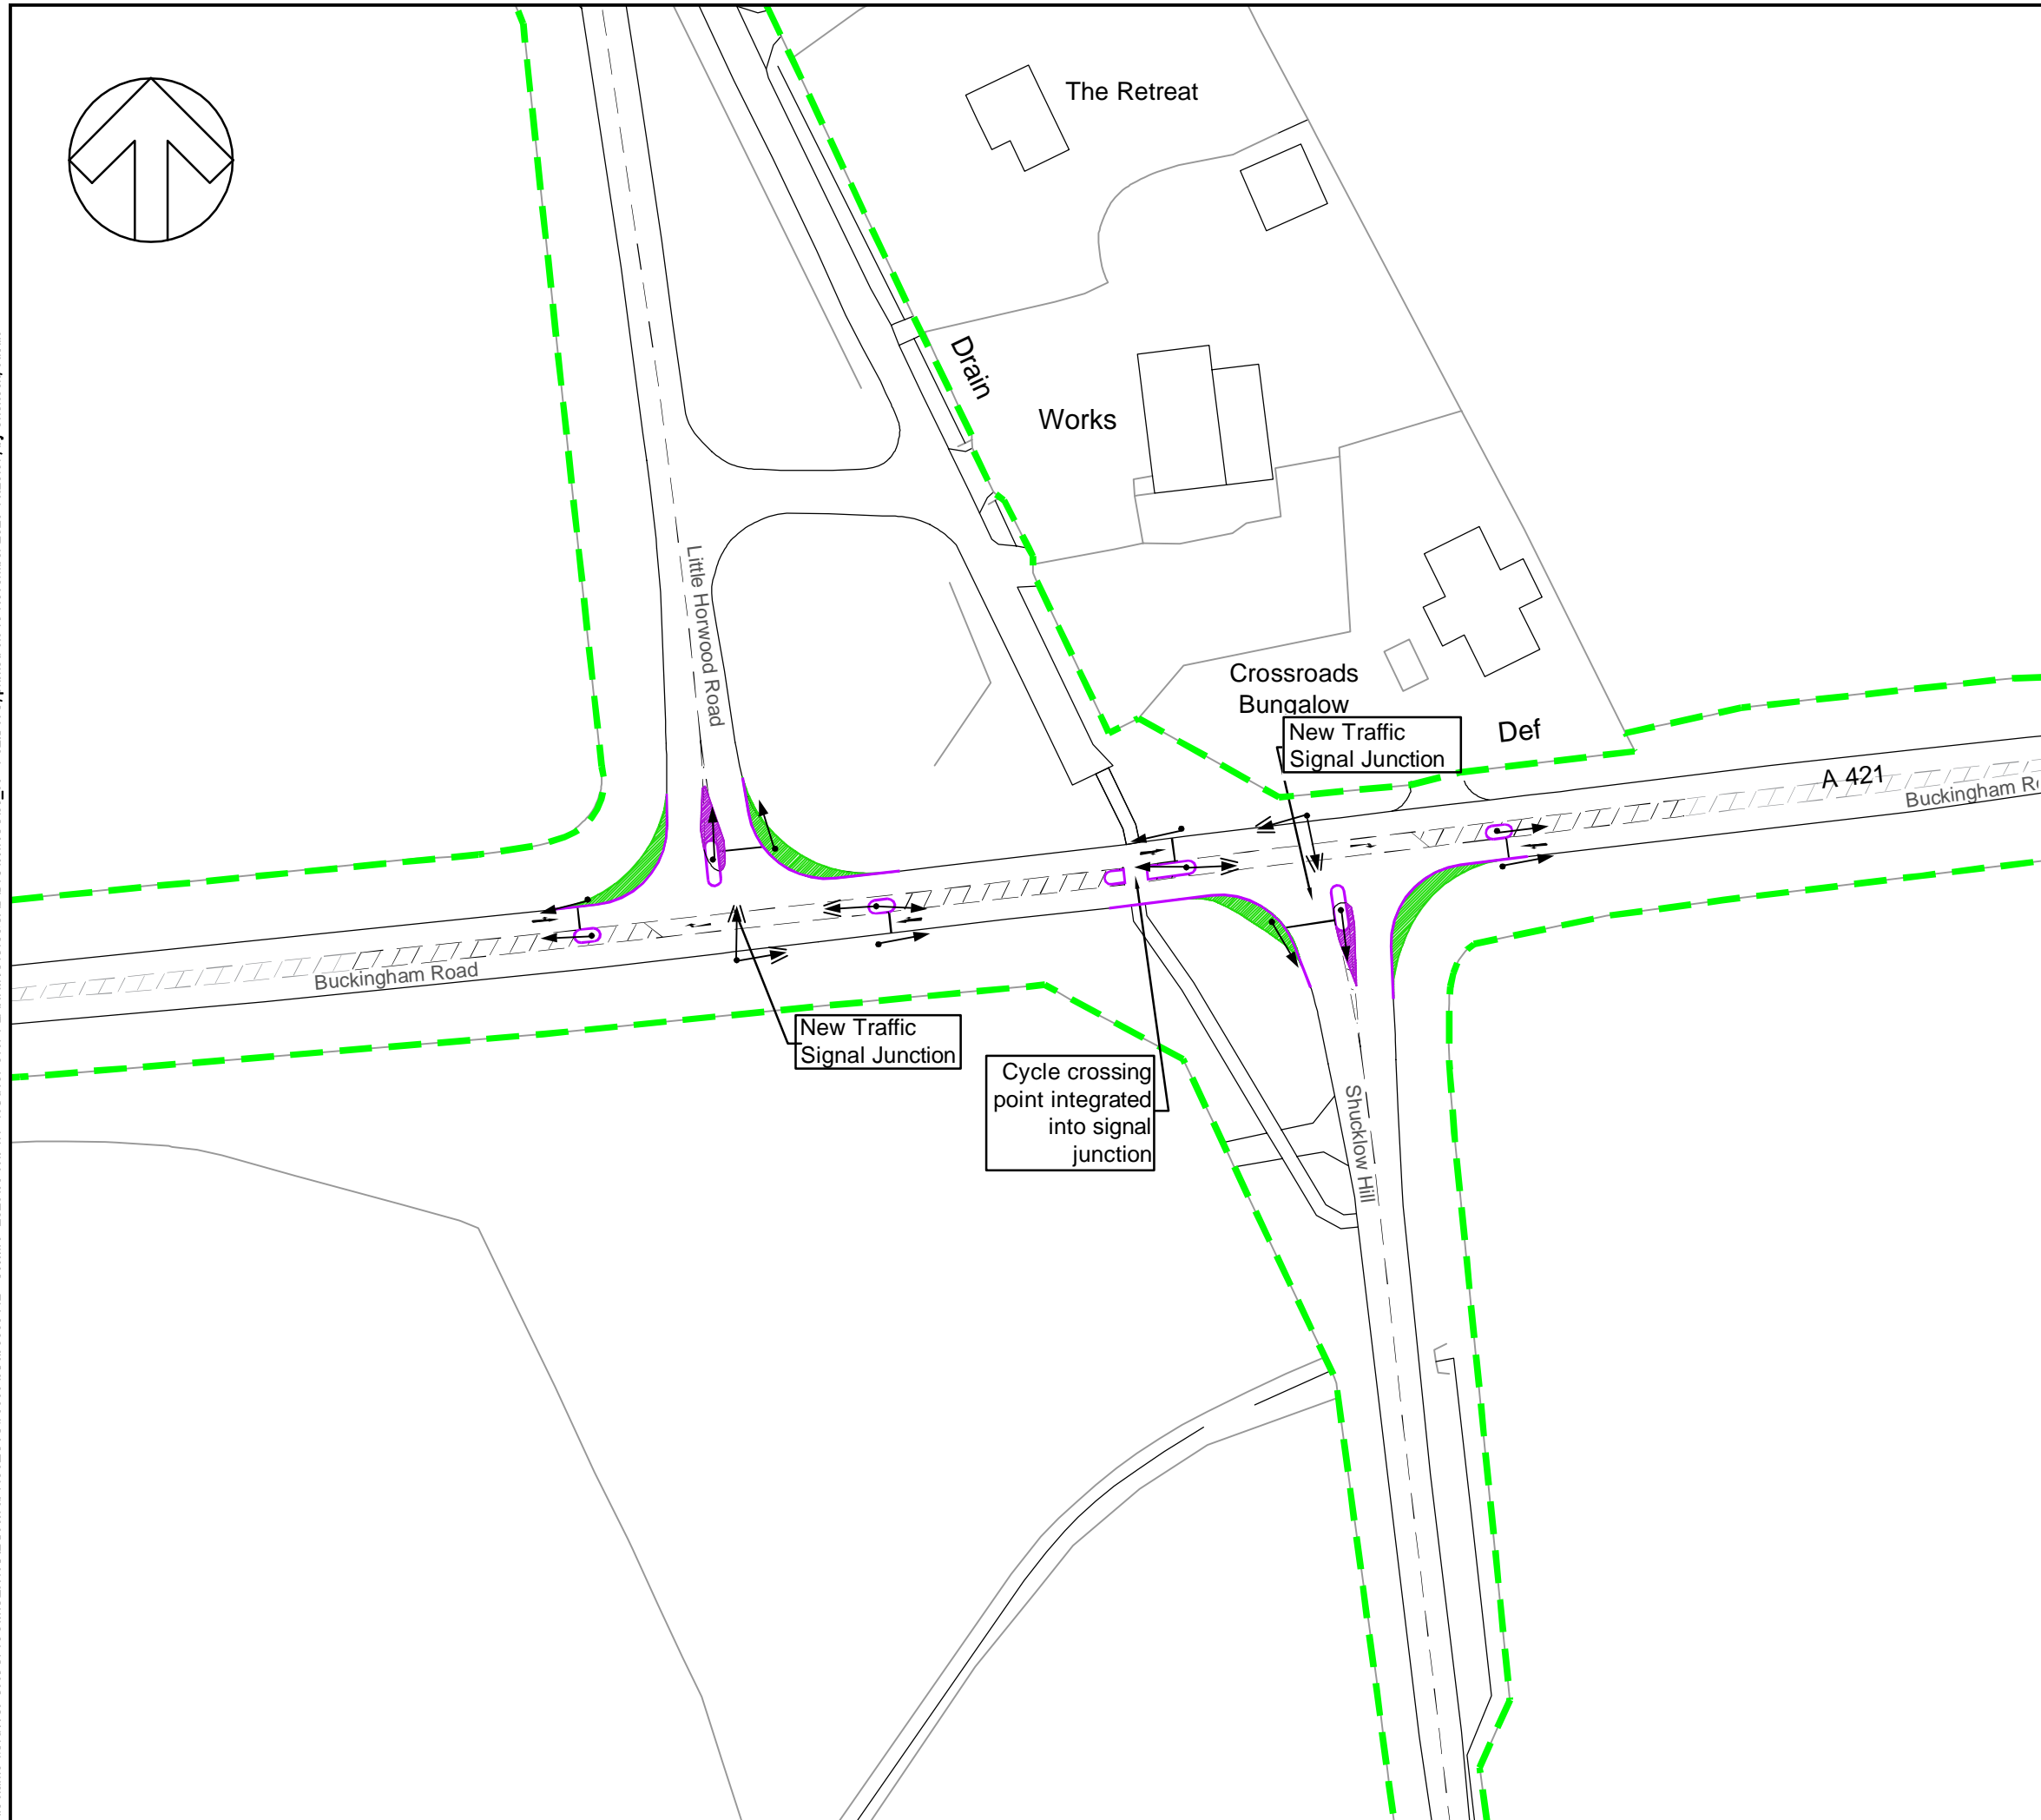 The Retreat
Drain
Works
Little Horwood Road
Crossroads
Bungalow
New Traffic
Signal Junction
Def
A 421
Buckingham R
Buckingham Road
New Traffic
Signal Junction
Cycle crossing
point integrated
into signal
junction
Shucklow Hill